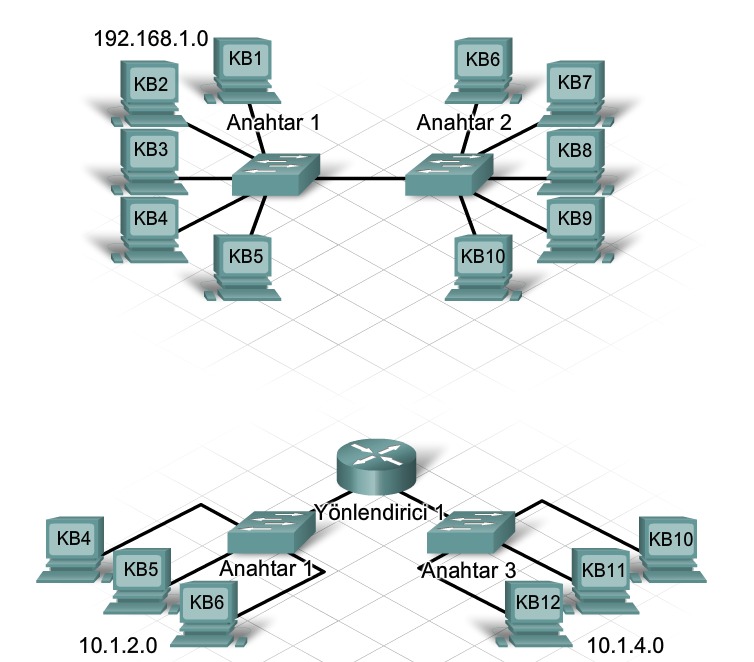 192.168.1.0
KB1
KB2
KB3
KB4
KB5
Anahtar 1
Anahtar 2
KB6
KB7
KB8
KB9
KB10
Yönlendirici 1
Anahtar 1
Anahtar 3
KB4
KB5
KB6
10.1.2.0
KB10
KB11
KB12
10.1.4.0